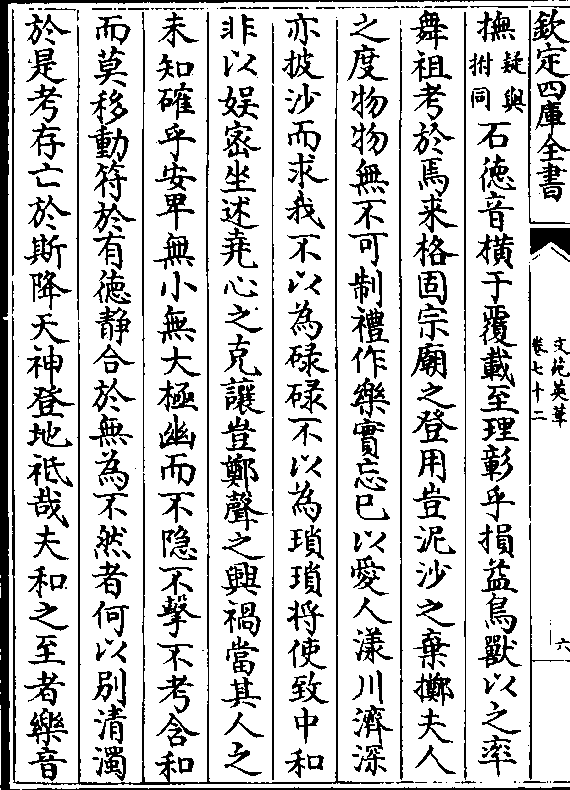 欽定四庫全書
文苑英華
卷七十二
六
撫疑與拊同石徳音横于覆載至理彰乎損益鳥獸以之率
舞祖考於焉来格固宗廟之登用豈泥沙之棄擲夫人
之度物物無不可制禮作樂實忘已以愛人漾川濟深
亦披沙而求我不以為碌碌不以為瑣瑣将使致中和
非以娱宻坐述堯心之克讓豈鄭聲之興禍當其人之
未知確乎安卑無小無大極幽而不隐不擊不考含和
而莫移動符於有徳静合於無為不然者何以别清濁
於是考存亡於斯降天神登地祗哉夫和之至者樂音